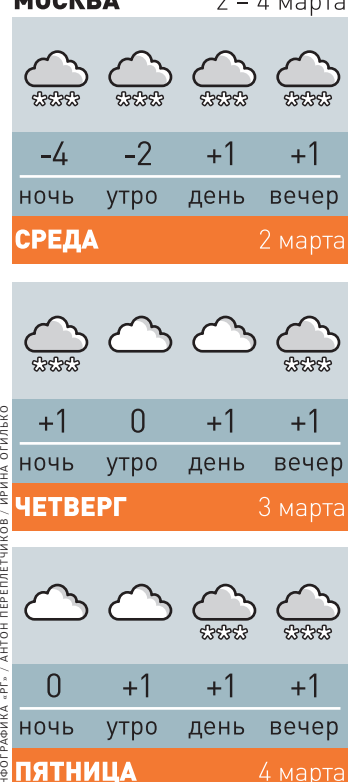 МОСКВА 2 – 4 марта
-4 -2 +1 +1
ночь утро день вечер
СРЕДА 2 марта
+1 0 +1 +1
ночь утро день вечер
ЧЕТВЕРГ 3 марта
0 +1 +1 +1
ночь утро день вечер
ПЯТНИЦА 4 марта
НФОГРАФИКА «РГ» / АНТОН ПЕРЕПЛЕТЧИКОВ / ИРИНА ОГИЛЬКО